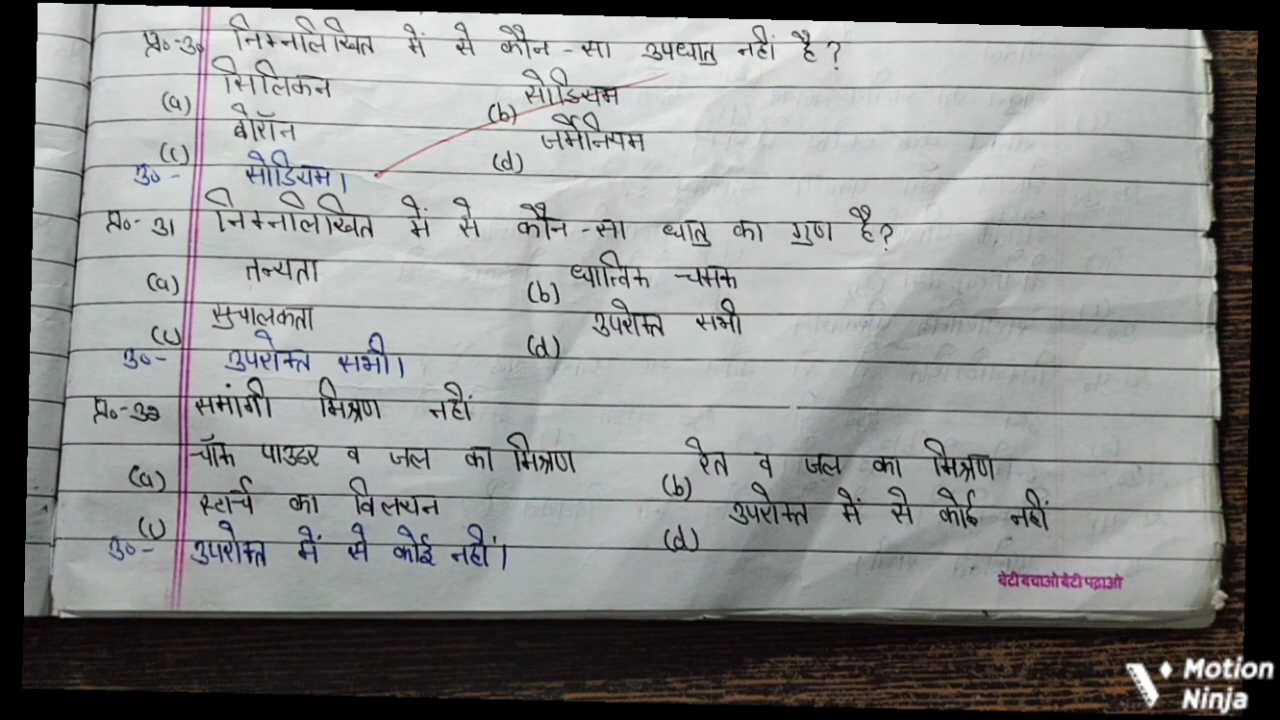 प्र०-30 निम्नलिखित में से कौन-सा उपधातु नहीं है?
(a) सिलिकन (b) सोडियम
(c) बोरॉन (d) जर्मेनियम
उ०- सोडियम।
प्र०-31 निम्नलिखित में से कौन-सा धातु का गुण है?
(a) तन्यता (b) धात्विक चमक
(c) सुचालकता (d) उपरोक्त सभी
उ०- उपरोक्त सभी।
प्र०-32 समांगी मिश्रण नहीं
(a) चॉक पाउडर व जल का मिश्रण (b) रेत व जल का मिश्रण
(c) स्टार्च का विलयन (d) उपरोक्त में से कोई नहीं
उ०- उपरोक्त में से कोई नहीं।
बेटी बचाओ बेटी पढ़ाओ
Motion
Ninja